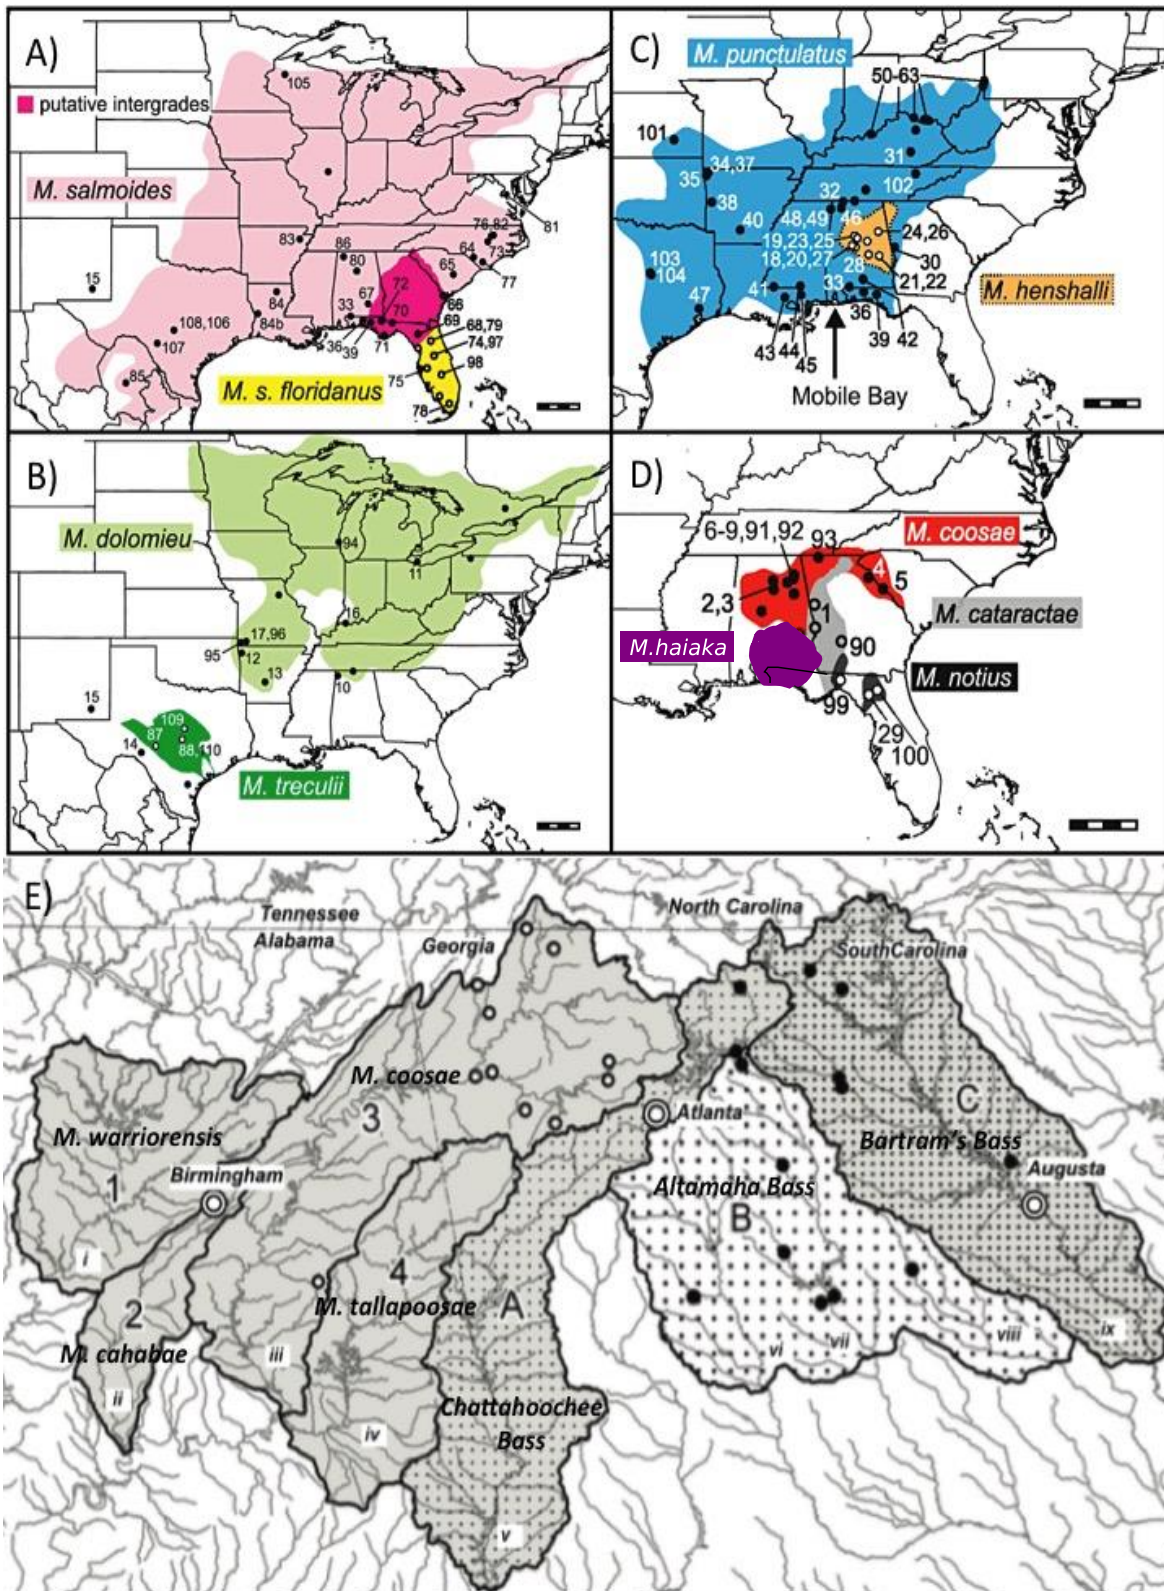 A)
putative intergrades
105
M. salmoides
76,82
81
83
86
64
73
80
65
77
15
72
67
84
33
70
66
108,106
84b
69
68,79
36
39
71
74,97
107
98
85
75
M. s. floridanus
78
C)
M. punctulatus
50-63
101
34,37
31
35
102
38
32
40
48,49
46
24,26
19,23,25
18,20,27
30
103
104
28
21,22
41
33
M. henshalli
47
36
43
44
39
42
45
Mobile Bay
B)
M. dolomieu
94
11
16
17,96
95
12
13
10
15
109
87
14
88,110
M. treculii
D)
6-9,91,92
93
M. coosae
4
5
2,3
1
M. cataractae
M.haiaka
90
M. notius
99
29
100
E)
Tennessee
Alabama
Georgia
North Carolina
SouthCarolina
M. coosae
3
Atlanta
C
M. warriorensis
Bartram's Bass
Birmingham
Augusta
1
Altamaha Bass
B
i
4
A
2
M. tallapoosae
M. cahabae
iii
vi
vii
viii
ix
ii
Chattahoochee
Bass
iv
v